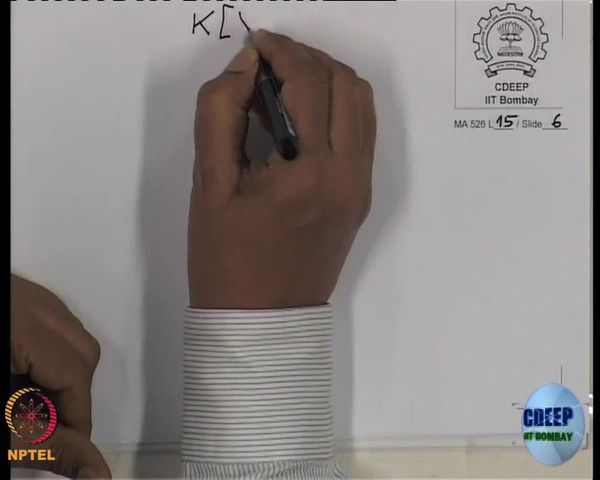 K[
CDEEP
IIT Bombay
MA 526 L 15 / Slide 6
NPTEL
CDEEP
IIT BOMBAY